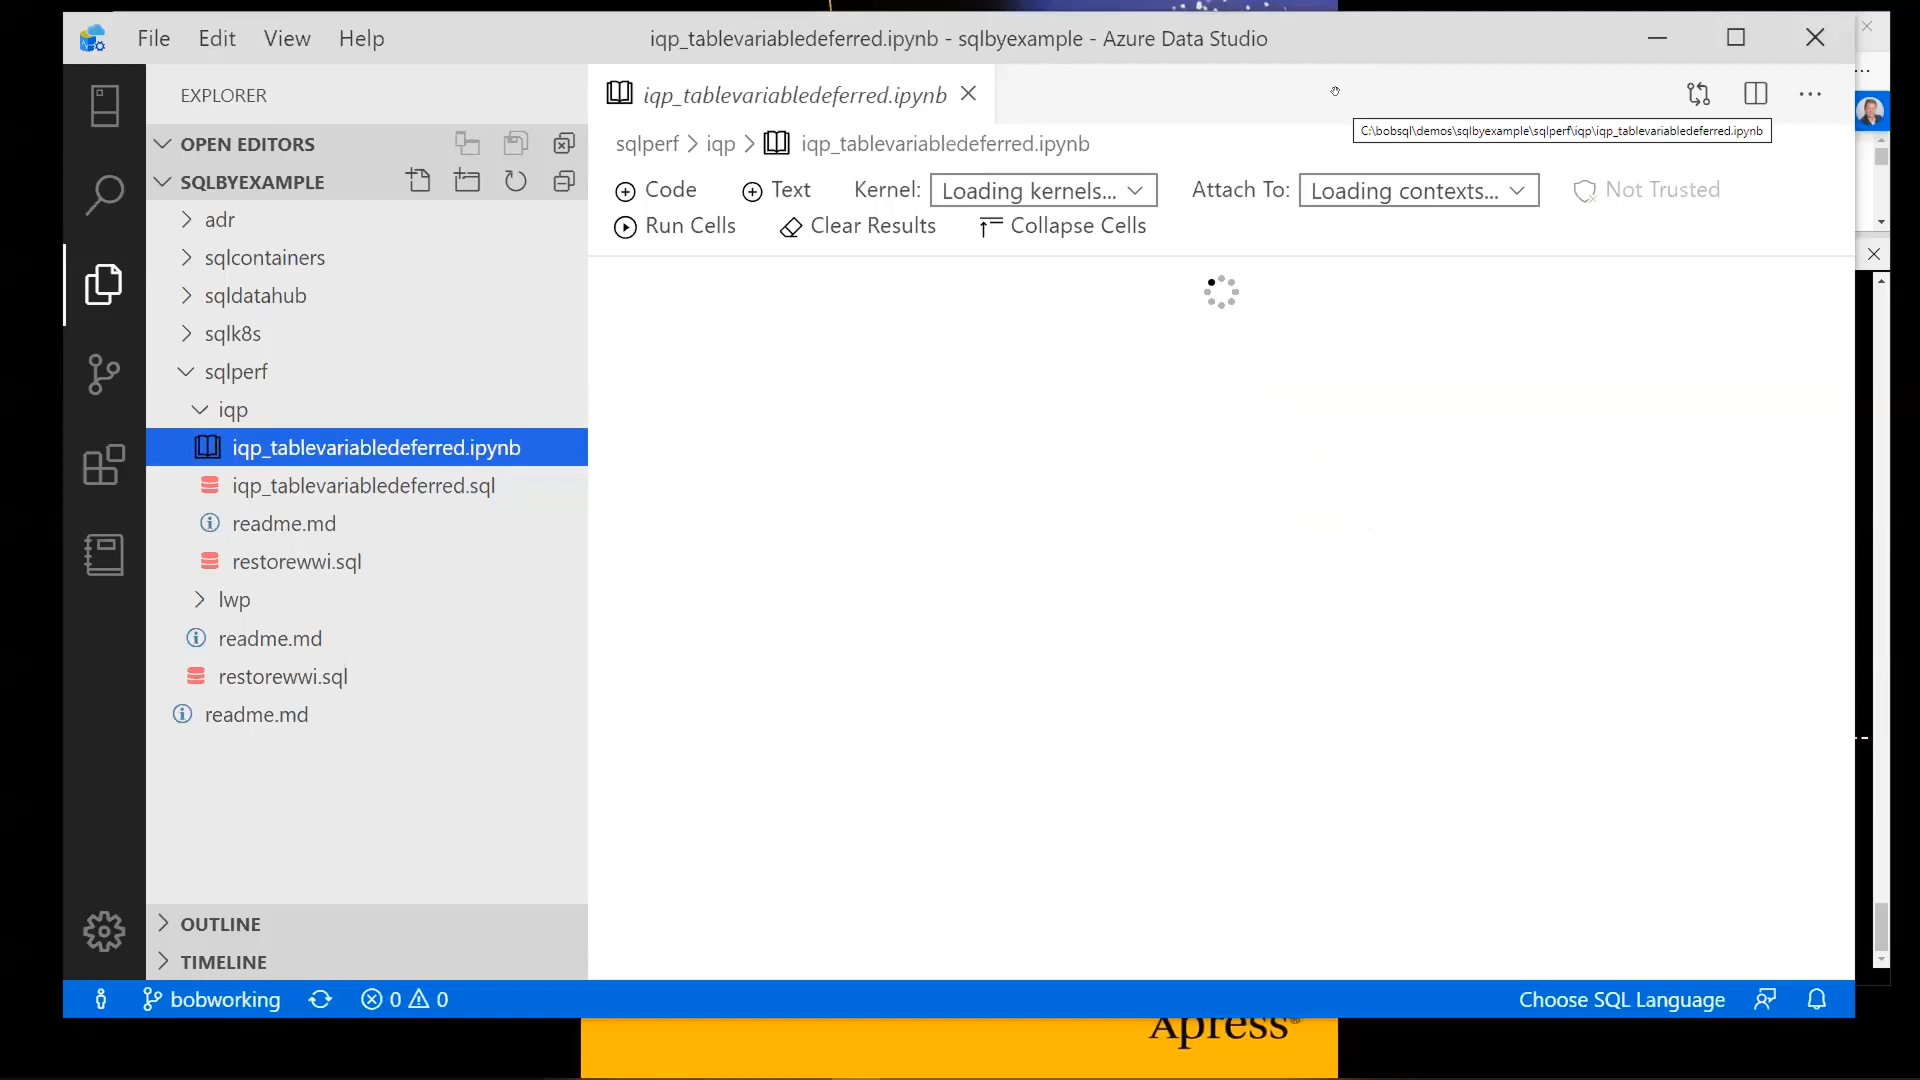 File Edit View Help
iqp_tablevariabledeferred.ipynb - sqlbyexample - Azure Data Studio
EXPLORER
OPEN EDITORS
SQLBYEXAMPLE
adr
sqlcontainers
sqldatahub
sqlk8s
sqlperf
iqp
iqp_tablevariabledeferred.ipynb
iqp_tablevariabledeferred.sql
readme.md
restorewwi.sql
lwp
readme.md
restorewwi.sql
readme.md
OUTLINE
TIMELINE
iqp_tablevariabledeferred.ipynb
C:\bobsql\demos\sqlbyexample\sqlperf\iqp\iqp_tablevariabledeferred.ipynb
sqlperf > iqp > iqp_tablevariabledeferred.ipynb
Code Text Kernel: Loading kernels... Attach To: Loading contexts... Not Trusted
Run Cells Clear Results Collapse Cells
bobworking 0 0 Choose SQL Language
Apress®